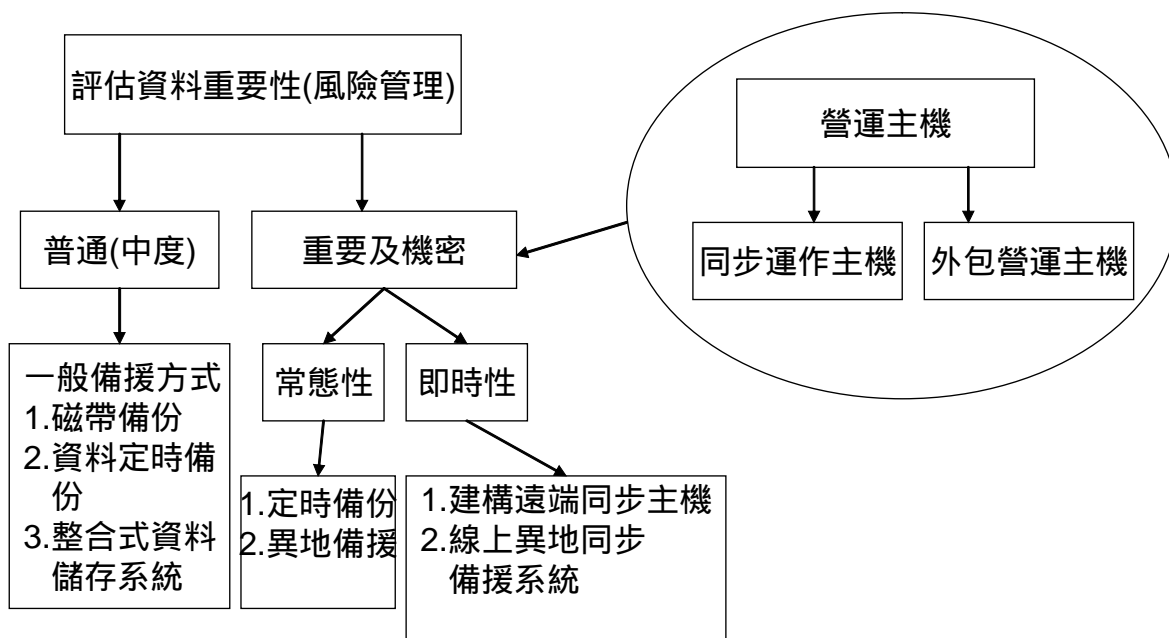 評估資料重要性(風險管理)
營運主機
普通(中度)
重要及機密
同步運作主機
外包營運主機
一般備援方式
1.磁帶備份
2.資料定時備
份
3.整合式資料
儲存系統
常態性
即時性
1.定時備份
2.異地備援
1.建構遠端同步主機
2.線上異地同步
備援系統